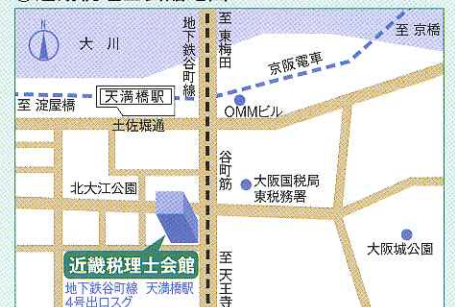 N
大川
地下鉄谷町線
至 東梅田
至 京橋
京阪電車
天満橋駅
至 淀屋橋
OMMビル
土佐堀通
谷町筋
北大江公園
大阪国税局
東税務署
大阪城公園
近畿税理士会館
地下鉄谷町線 天満橋駅
4号出口スグ
至 天王寺